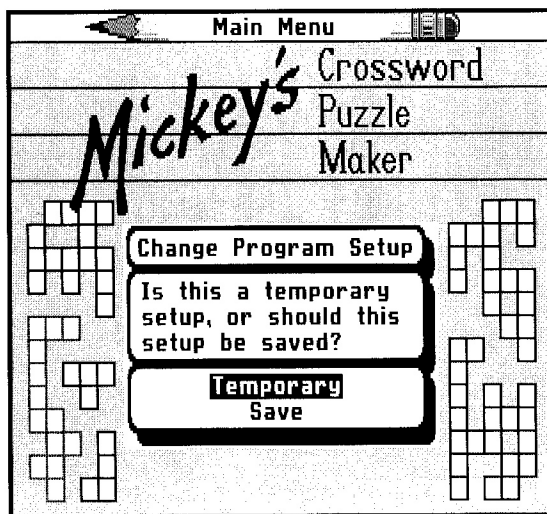 Main Menu
Mickey's
Crossword
Puzzle
Maker
Change Program Setup
Is this a temporary
setup, or should this
setup be saved?
Temporary
Save